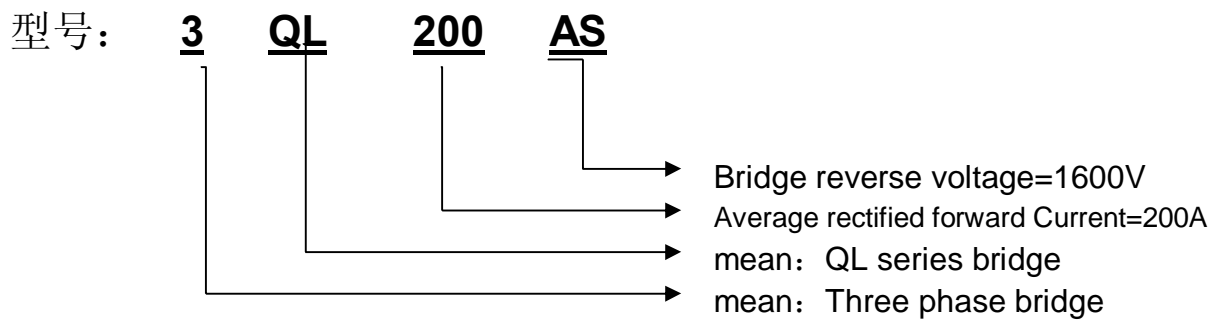 型号： 3 QL 200 AS
Bridge reverse voltage=1600V
Average rectified forward Current=200A
mean：QL series bridge
mean：Three phase bridge